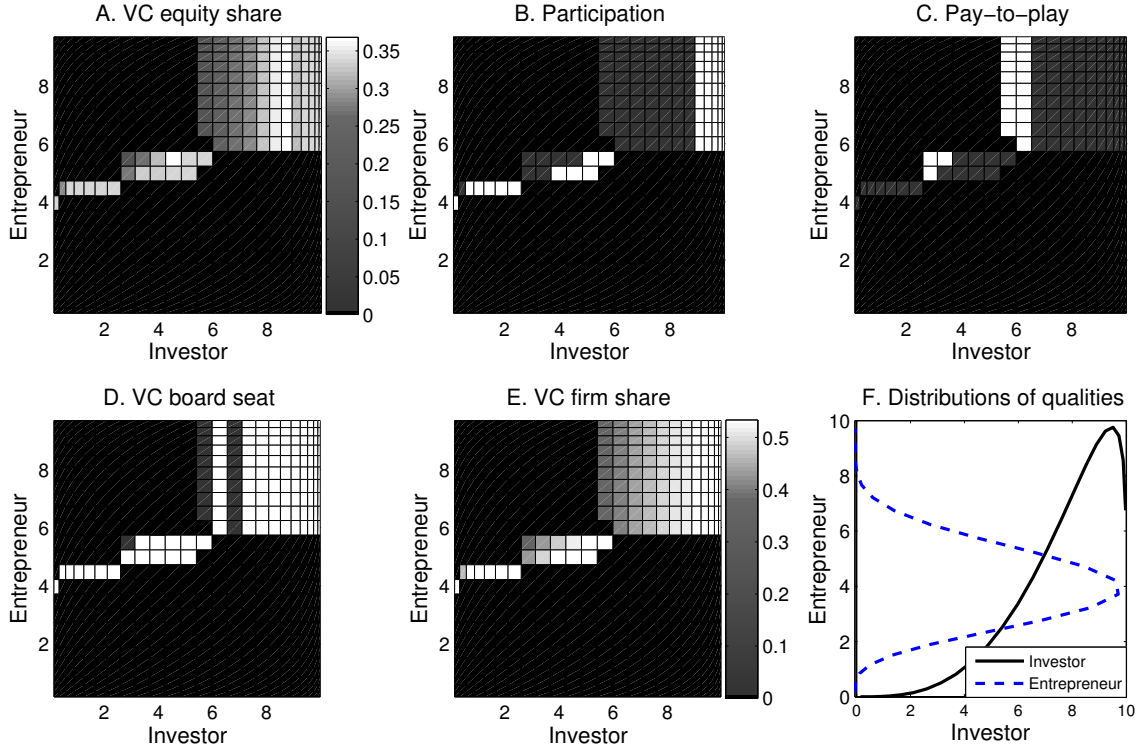 A. VC equity share
B. Participation
C. Pay−to−play
Entrepreneur
8
6
4
2
2 4 6 8
Investor
0.35
0.3
0.25
0.2
0.15
0.1
0.05
0
Entrepreneur
8
6
4
2
2 4 6 8
Investor
Entrepreneur
8
6
4
2
2 4 6 8
Investor
D. VC board seat
E. VC firm share
F. Distributions of qualities
Entrepreneur
8
6
4
2
2 4 6 8
Investor
Entrepreneur
8
6
4
2
2 4 6 8
Investor
0.5
0.4
0.3
0.2
0.1
0
Entrepreneur
10
8
6
4
2
0
0 2 4 6 8 10
Investor
Investor
Entrepreneur